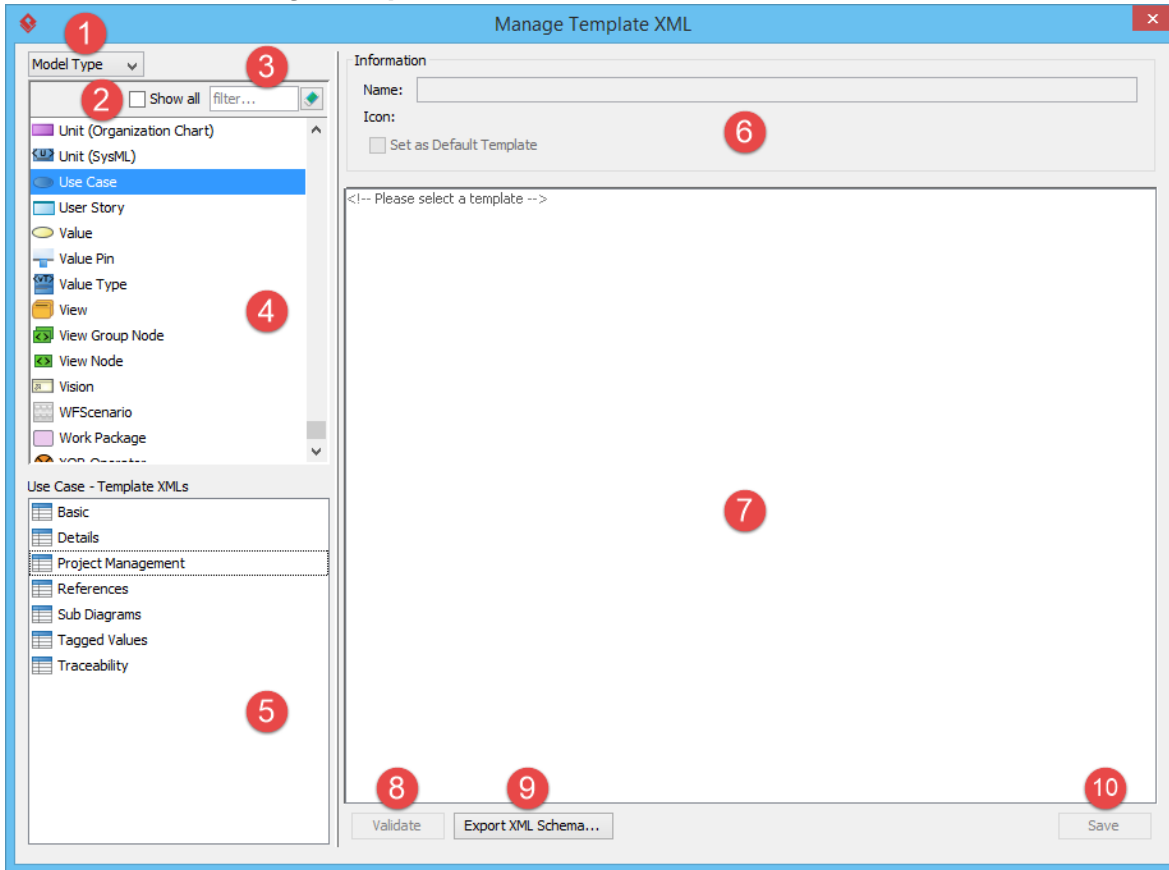 Manage Template XML
1
Model Type
3
2
Show all filter...
Unit (Organization Chart)
Unit (SysML)
Use Case
User Story
Value
Value Pin
Value Type
View
4
View Group Node
View Node
Vision
WFScenario
Work Package
XOR Operator
Use Case - Template XMLs
Basic
Details
Project Management
References
Sub Diagrams
Tagged Values
Traceability
5
Information
Name:
Icon:
6
Set as Default Template
<!-- Please select a template -->
7
8
9
10
Validate
Export XML Schema...
Save